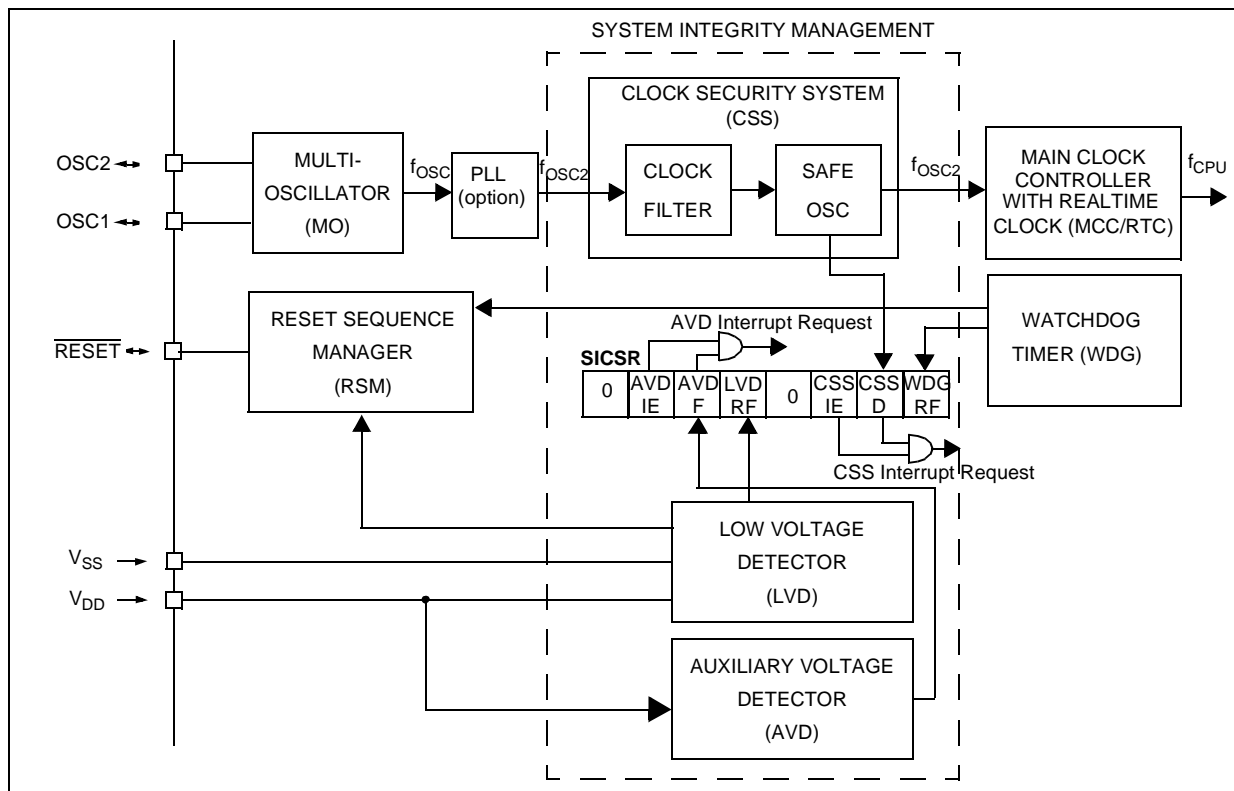 SYSTEM INTEGRITY MANAGEMENT
CLOCK SECURITY SYSTEM
(CSS)
OSC2
OSC1
MULTI-
OSCILLATOR
(MO)
fOSC
PLL
(option)
fOSC2
CLOCK
FILTER
SAFE
OSC
fOSC2
MAIN CLOCK
CONTROLLER
WITH REALTIME
CLOCK (MCC/RTC)
fCPU
RESET
RESET SEQUENCE
MANAGER
(RSM)
AVD Interrupt Request
WATCHDOG
TIMER (WDG)
SICSR
0
AVD
IE
AVD
F
LVD
RF
0
CSS
IE
CSS
D
WDG
RF
CSS Interrupt Request
VSS
VDD
LOW VOLTAGE
DETECTOR
(LVD)
AUXILIARY VOLTAGE
DETECTOR
(AVD)